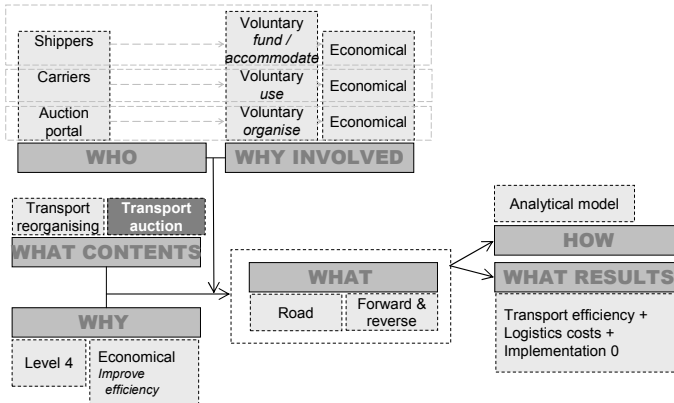 Shippers
Voluntary
fund /
accommodate
Economical
Carriers
Voluntary
use
Economical
Auction
portal
Voluntary
organise
Economical
WHO
WHY INVOLVED
Transport
reorganising
Transport
auction
WHAT CONTENTS
WHY
Level 4
Economical
Improve
efficiency
WHAT
Road
Forward &
reverse
Analytical model
HOW
WHAT RESULTS
Transport efficiency +
Logistics costs +
Implementation 0